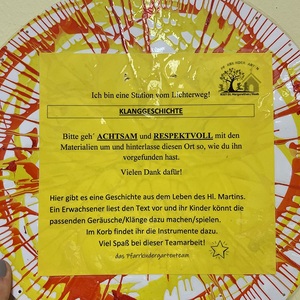 Ich bin eine Station vom Lichterweg!
KLANGGESCHICHTE
Bitte geh` ACHTSAM und RESPEKTVOLL mit den
Materialien um und hinterlasse diesen Ort so, wie du ihn
vorgefunden hast.
Vielen Dank dafür!
Hier gibt es eine Geschichte aus dem Leben des Hl. Martins.
Ein Erwachsener liest den Text vor und ihr Kinder könnt die
passenden Geräusche/Klänge dazu machen/spielen.
Im Korb findet ihr die Instrumente dazu.
Viel Spaß bei dieser Teamarbeit!
das Pfarrkindergartenteam